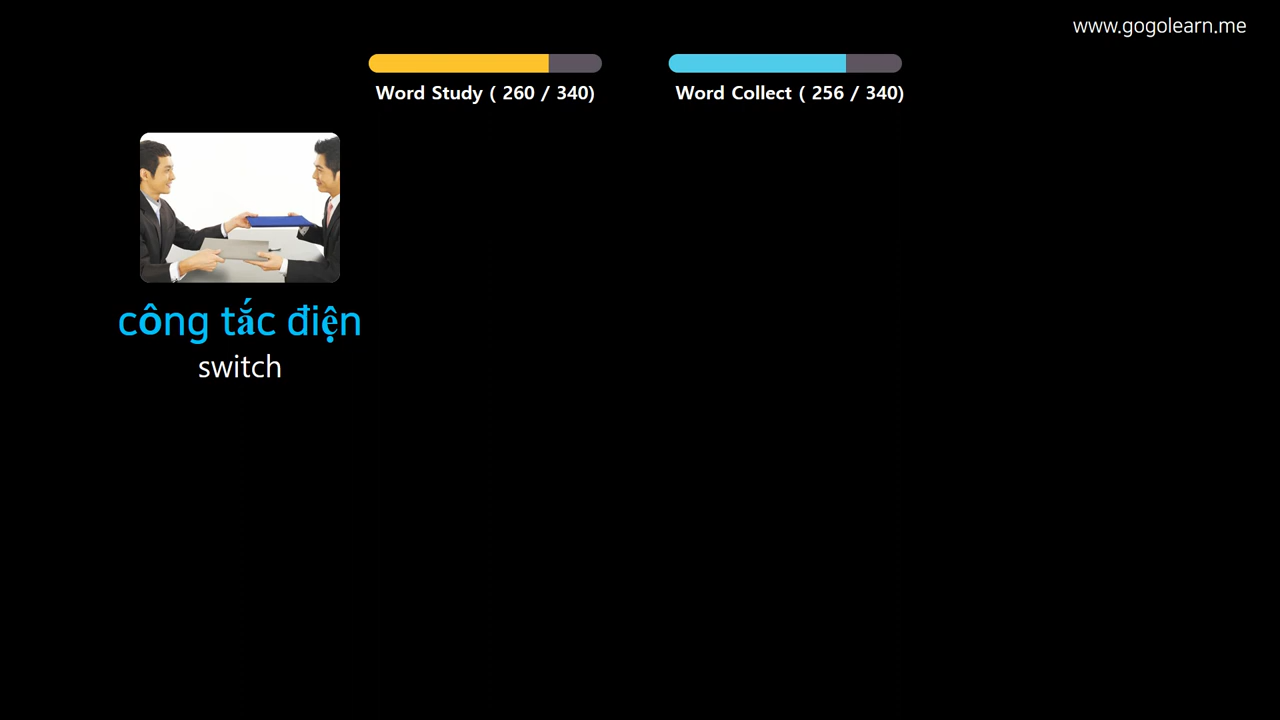 www.gogolearn.me
Word Study ( 260 / 340)
Word Collect ( 256 / 340)
công tắc điện
switch